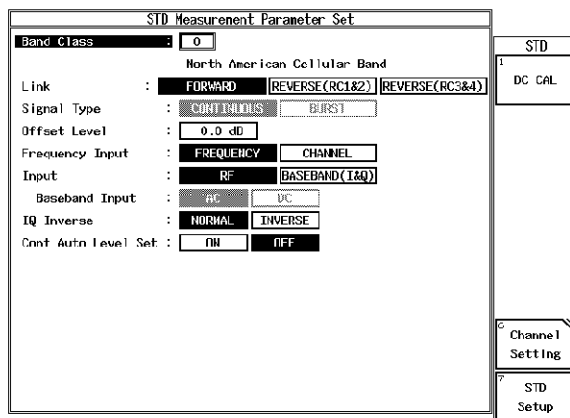 STD Measurement Parameter Set
Band Class : 0
North American Cellular Band
Link : FORWARD REVERSE(RC1&2) REVERSE(RC3&4)
Signal Type : CONTINUOUS BURST
Offset Level : 0.0 dB
Frequency Input : FREQUENCY CHANNEL
Input : RF BASEBAND(I&Q)
Baseband Input : AC DC
IQ Inverse : NORMAL INVERSE
Cont Auto Level Set : ON OFF
STD
1
DC CAL
6
Channel
Setting
7
STD
Setup